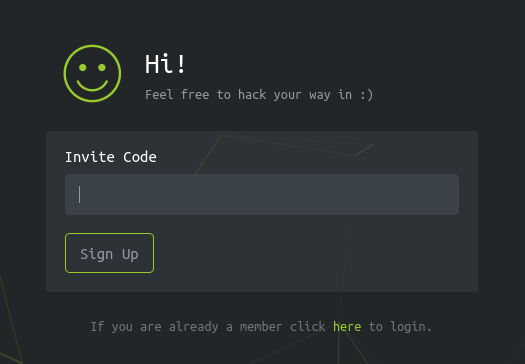 Hi!
Feel free to hack your way in :)
Invite Code
Sign Up
If you are already a member click here to login.